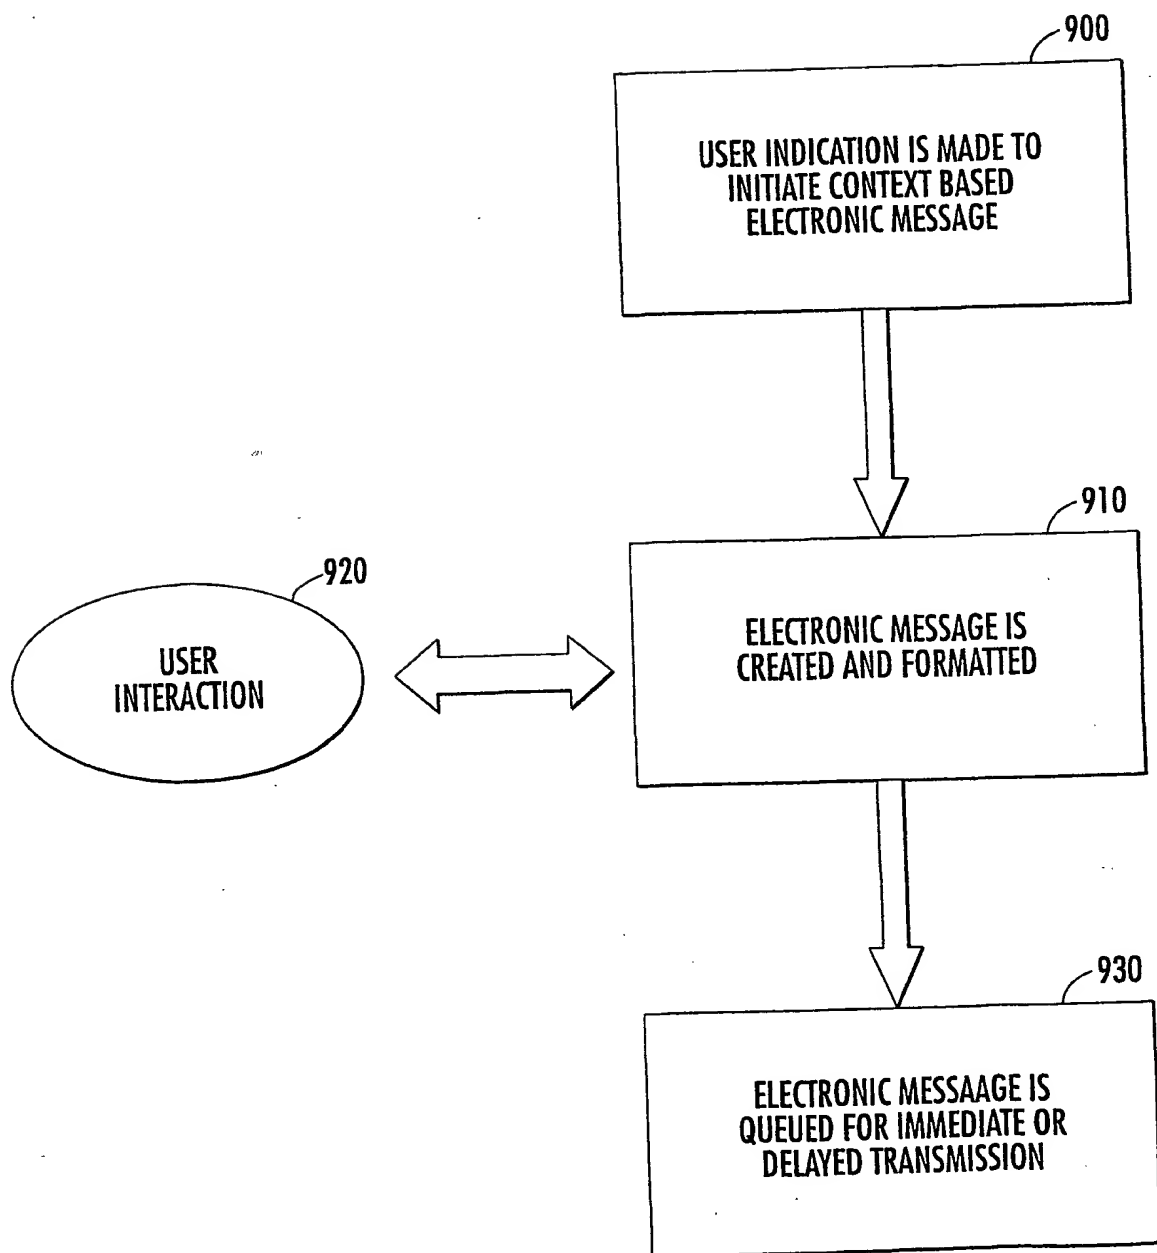 900
USER INDICATION IS MADE TO
INITIATE CONTEXT BASED
ELECTRONIC MESSAGE
910
ELECTRONIC MESSAGE IS
CREATED AND FORMATTED
920
USER
INTERACTION
930
ELECTRONIC MESSAAGE IS
QUEUED FOR IMMEDIATE OR
DELAYED TRANSMISSION